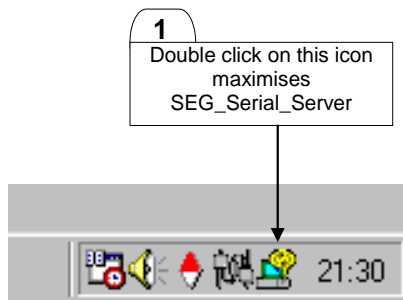 1
Double click on this icon
maximises
SEG_Serial_Server
21:30